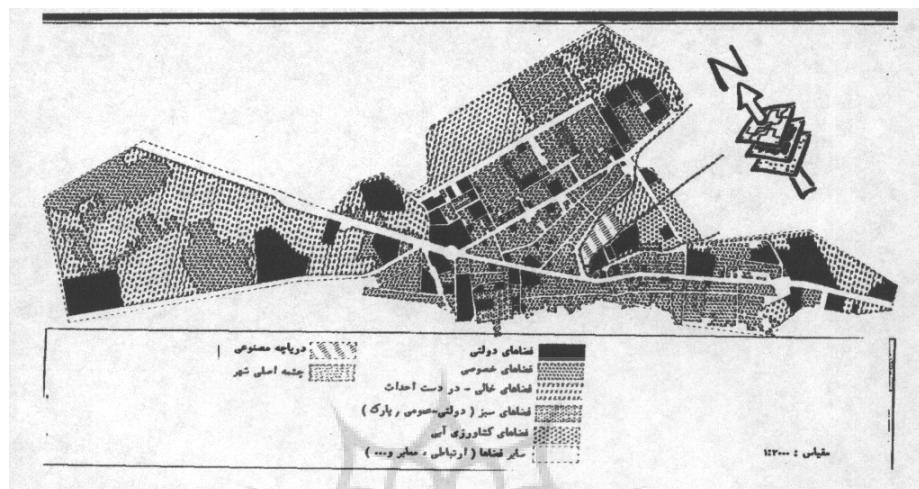 N
فضاهای دولتی
فضاهای خصوصی
فضاهای خالی - در دست احداث
فضاهای سبز ( دولتی-عمومی ر پارک )
فضاهای کشاورزی آبی
سایر فضاها ( ارتباطی ، معابر و... )
دریاچه مصنوعی
چشمه اصلی شهر
مقیاس : ۱:۲۰۰۰